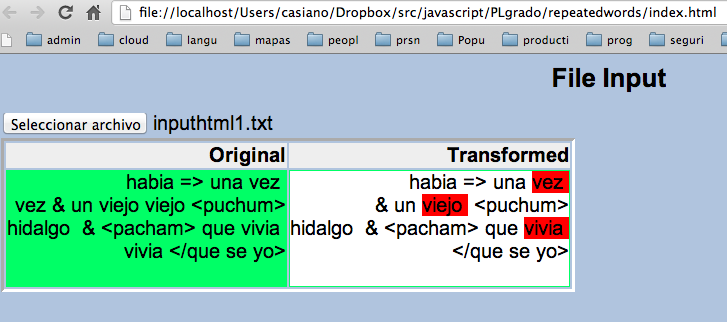 file://localhost/Users/casiano/Dropbox/src/javascript/PLgrado/repeatedwords/index.html
admin cloud langu mapas peopl prsn Popu producti prog seguri
File Input
Seleccionar archivo inputhtml1.txt
Original Transformed
habia => una vez
vez & un viejo viejo <puchum>
hidalgo & <pacham> que vivia
vivia </que se yo>
habia => una vez
& un viejo <puchum>
hidalgo & <pacham> que vivia
</que se yo>